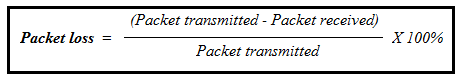 (Packet transmitted - Packet received)
Packet loss = X 100%
Packet transmitted